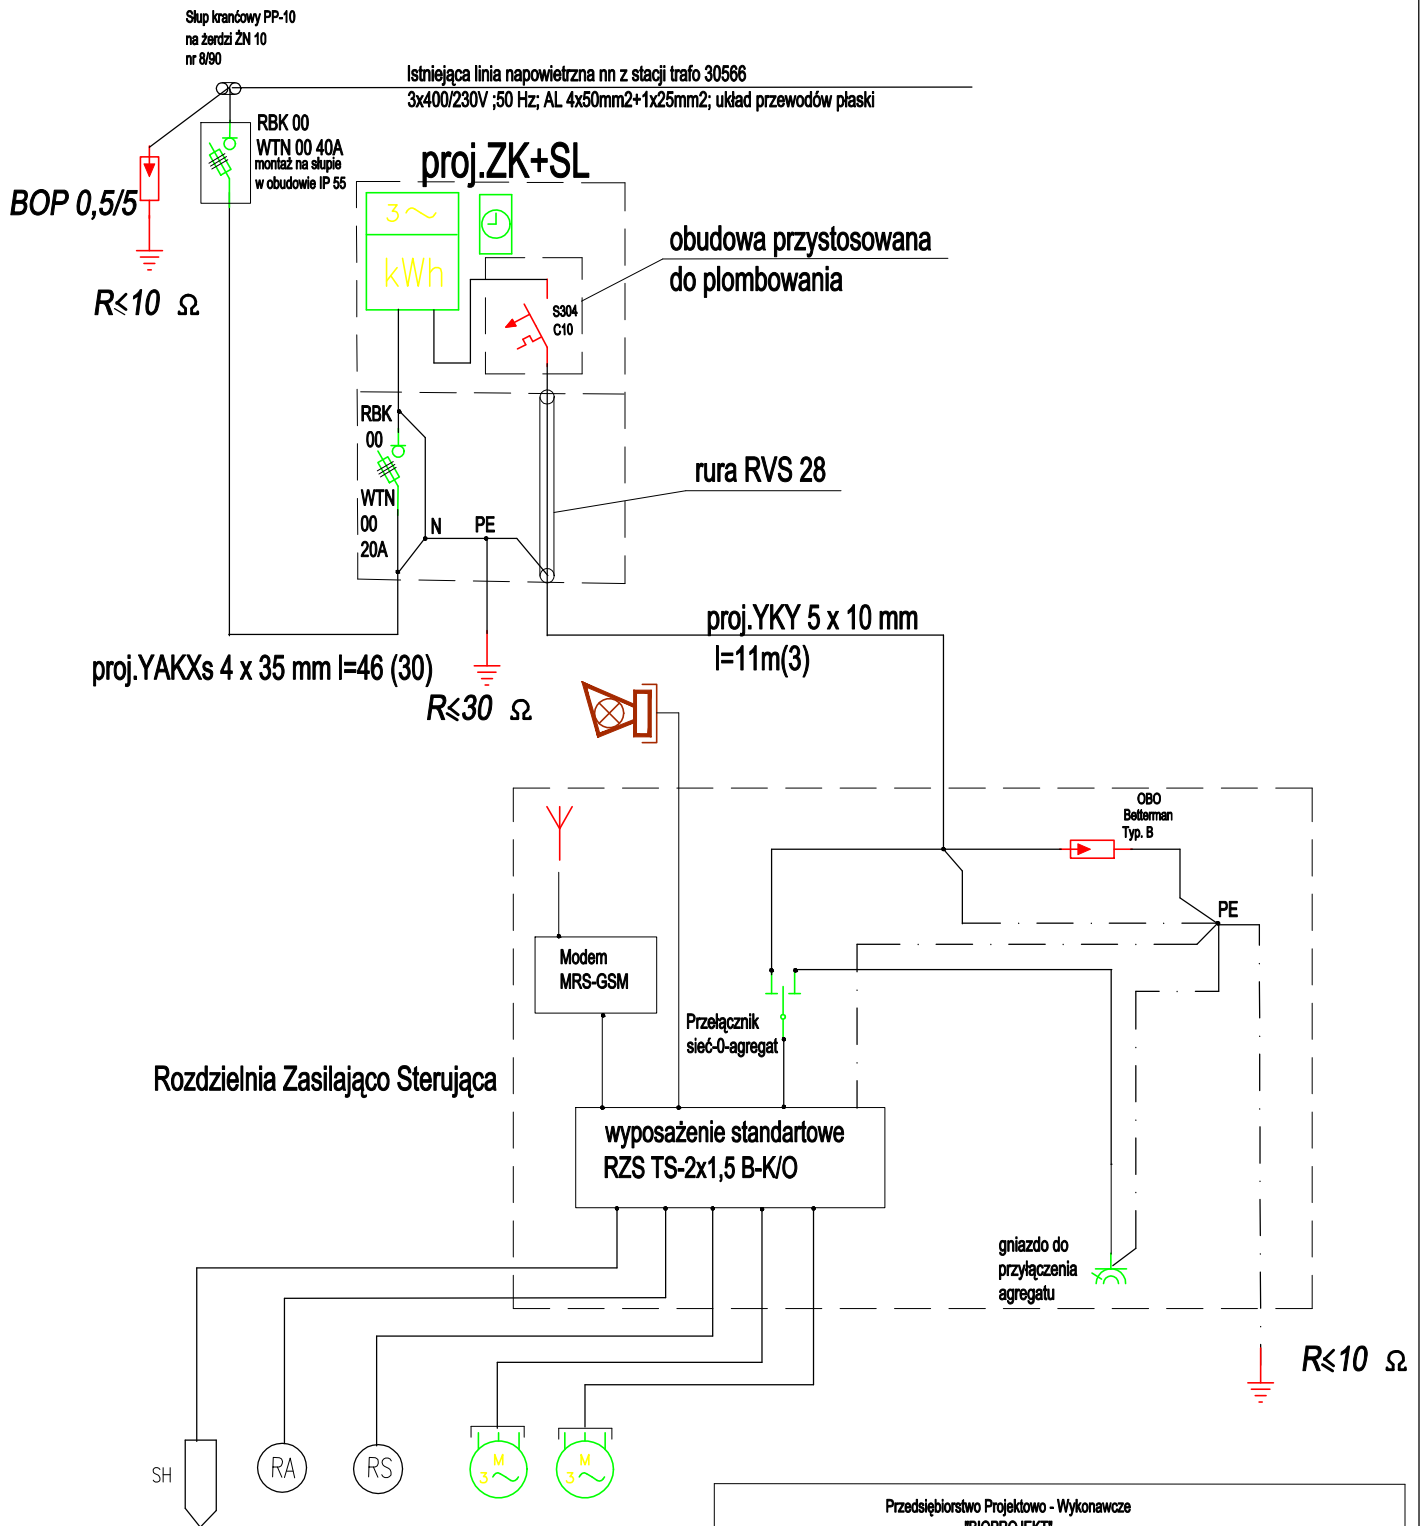 Słup krańcowy PP-10
na żerdzi ŻN 10
nr 8/90
Istniejąca linia napowietrzna nn z stacji trafo 30566
3x400/230V ;50 Hz; AL 4x50mm2+1x25mm2; układ przewodów płaski
RBK 00
WTN 00 40A
montaż na słupie
w obudowie IP 55
BOP 0,5/5
R≤10 Ω
proj.ZK+SL
3~
kWh
obudowa przystosowana
do plombowania
S304
C10
RBK
00
WTN
00
20A
N
PE
rura RVS 28
proj.YKY 5 x 10 mm
l=11m(3)
proj.YAKXs 4 x 35 mm l=46 (30)
R≤30 Ω
OBO
Betterman
Typ. B
PE
Modem
MRS-GSM
Przełącznik
sieć-0-agregat
Rozdzielnia Zasilająco Sterująca
wyposażenie standartowe
RZS TS-2x1,5 B-K/O
gniazdo do
przyłączenia
agregatu
R≤10 Ω
SH
RA
RS
M
3~
M
3~
Przedsiębiorstwo Projektowo - Wykonawcze
"BIOPROJEKT"